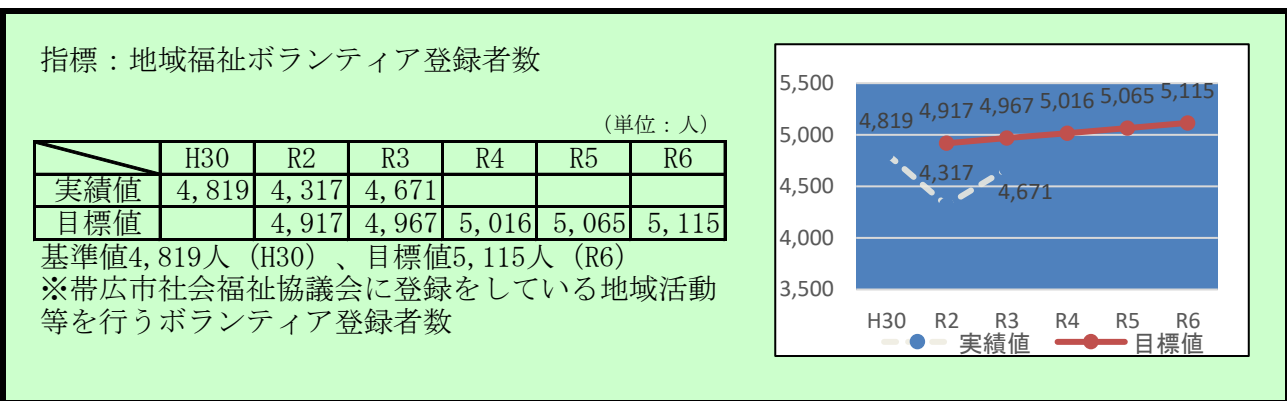 指標：地域福祉ボランティア登録者数
（単位：人）
H30 R2 R3 R4 R5 R6
実績値 4,819 4,317 4,671
目標値 4,917 4,967 5,016 5,065 5,115
基準値4,819人（H30）、目標値5,115人（R6）
※帯広市社会福祉協議会に登録をしている地域活動
等を行うボランティア登録者数
5,500
5,000
4,500
4,000
3,500
4,819 4,917 4,967 5,016 5,065 5,115
4,317
4,671
H30 R2 R3 R4 R5 R6
実績値 目標値